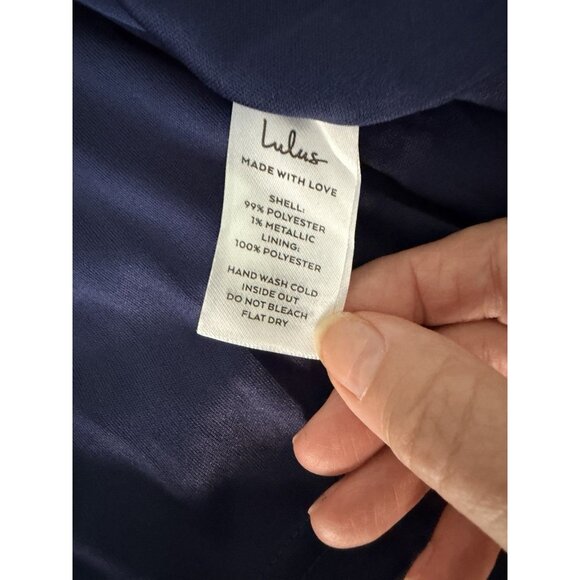 Lulus
MADE WITH LOVE
SHELL:
99% POLYESTER
1% METALLIC
LINING:
100% POLYESTER
HAND WASH COLD
INSIDE OUT
DO NOT BLEACH
FLAT DRY